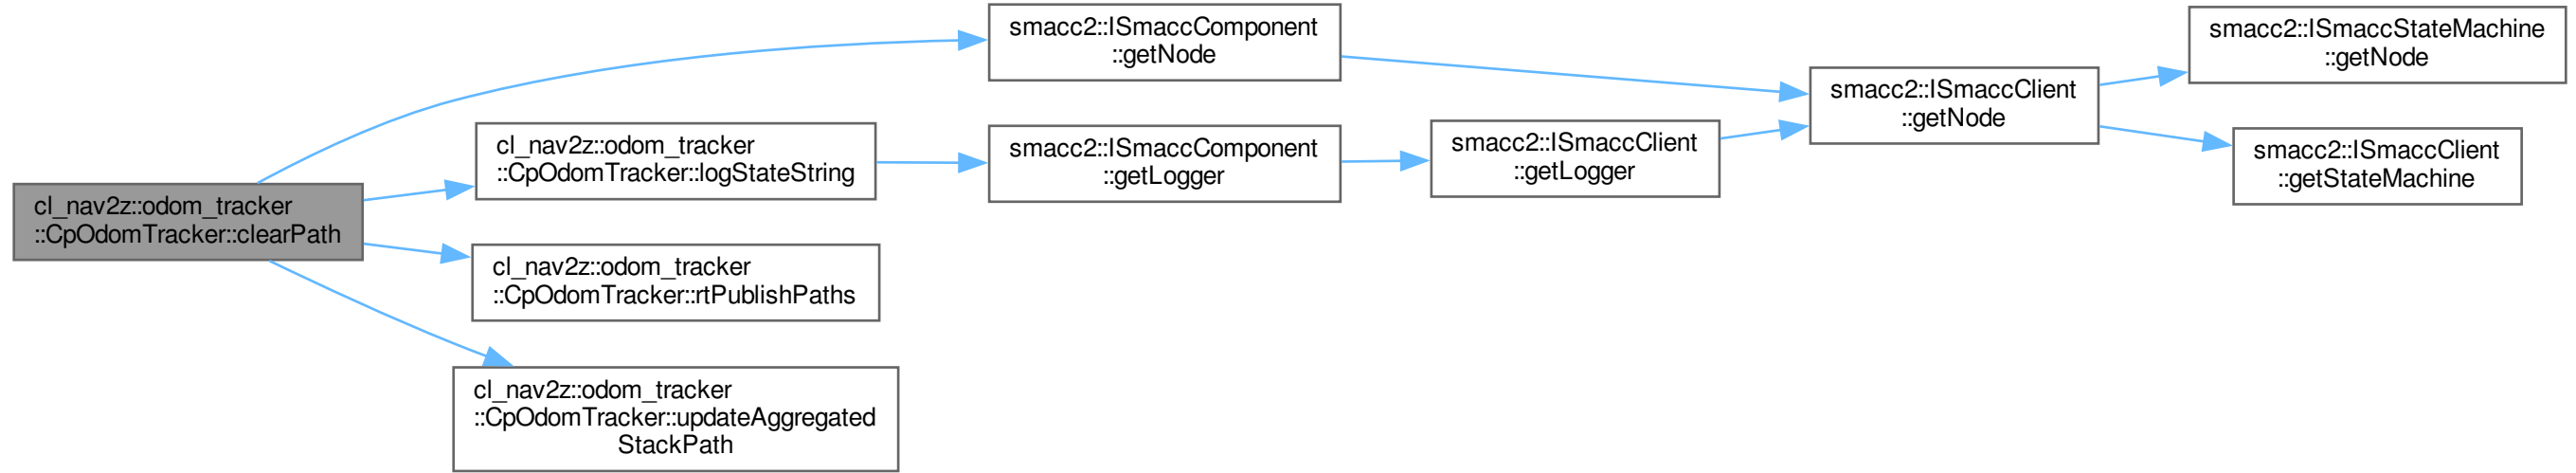 cl_nav2z::odom_tracker
::CpOdomTracker::clearPath
smacc2::ISmaccComponent
::getNode
cl_nav2z::odom_tracker
::CpOdomTracker::logStateString
smacc2::ISmaccComponent
::getLogger
smacc2::ISmaccClient
::getLogger
smacc2::ISmaccClient
::getNode
smacc2::ISmaccStateMachine
::getNode
smacc2::ISmaccClient
::getStateMachine
cl_nav2z::odom_tracker
::CpOdomTracker::rtPublishPaths
cl_nav2z::odom_tracker
::CpOdomTracker::updateAggregated
StackPath